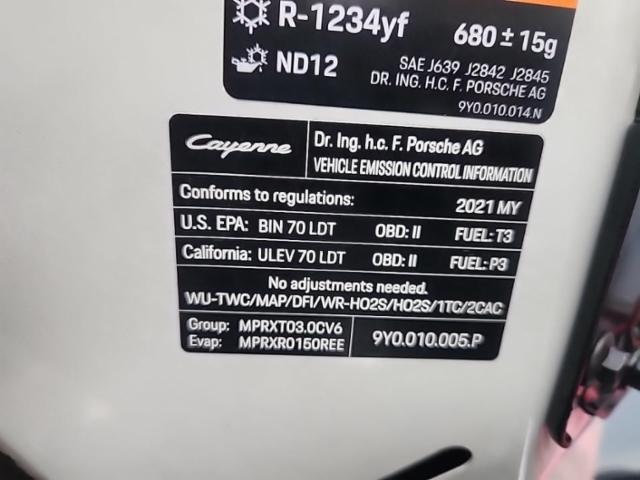 R-1234yf 680 ± 15g
ND12
SAE J639 J2842 J2845
DR. ING. H.C. F. PORSCHE AG
9Y0.010.014.N
Cayenne
Dr. Ing. h.c. F. Porsche AG
VEHICLE EMISSION CONTROL INFORMATION
Conforms to regulations: 2021 MY
U.S. EPA: BIN 70 LDT OBD: II FUEL: T3
California: ULEV 70 LDT OBD: II FUEL: P3
No adjustments needed.
WU-TWC/MAP/DFI/WR-HO2S/HO2S/1TC/2CAC
Group: MPRXT03.0CV6
Evap: MPRXR0150REE
9Y0.010.005.P